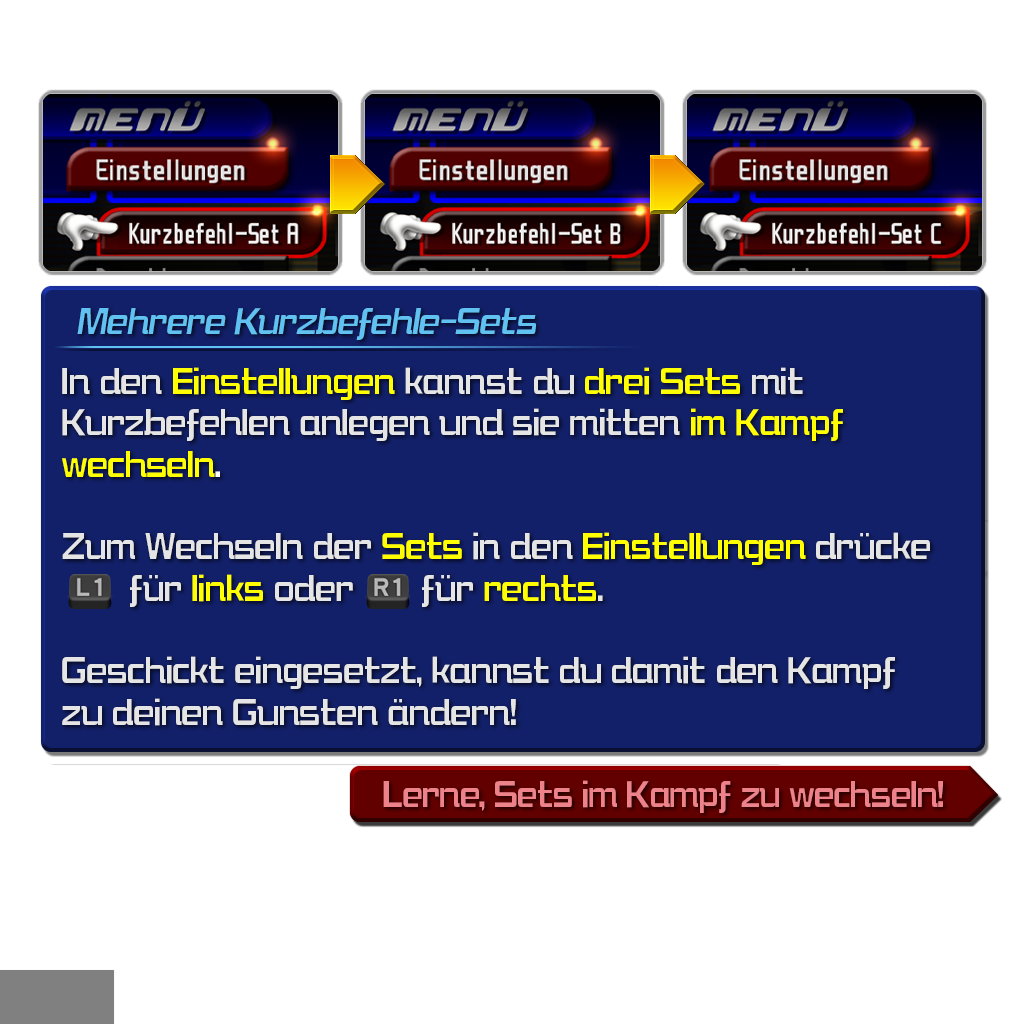 MENÜ
Einstellungen
Kurzbefehl-Set A
MENÜ
Einstellungen
Kurzbefehl-Set B
MENÜ
Einstellungen
Kurzbefehl-Set C
Mehrere Kurzbefehle-Sets
In den Einstellungen kannst du drei Sets mit
Kurzbefehlen anlegen und sie mitten im Kampf
wechseln.
Zum Wechseln der Sets in den Einstellungen drücke
L1 für links oder R1 für rechts.
Geschickt eingesetzt, kannst du damit den Kampf
zu deinen Gunsten ändern!
Lerne, Sets im Kampf zu wechseln!